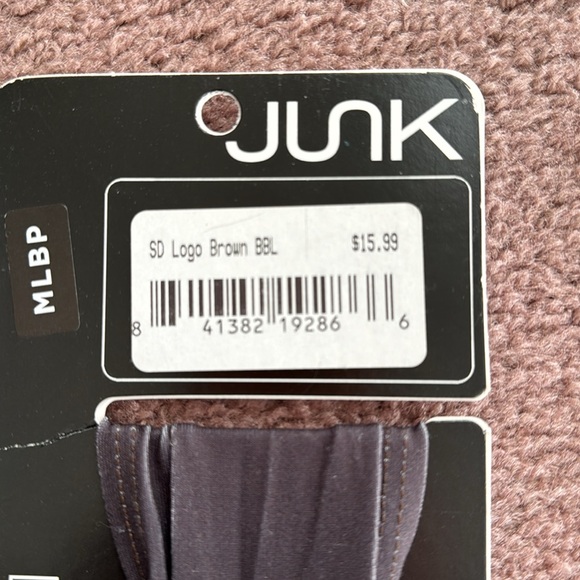 JUNK
MLBP
SD Logo Brown BBL $15.99
8 41382 19286 6